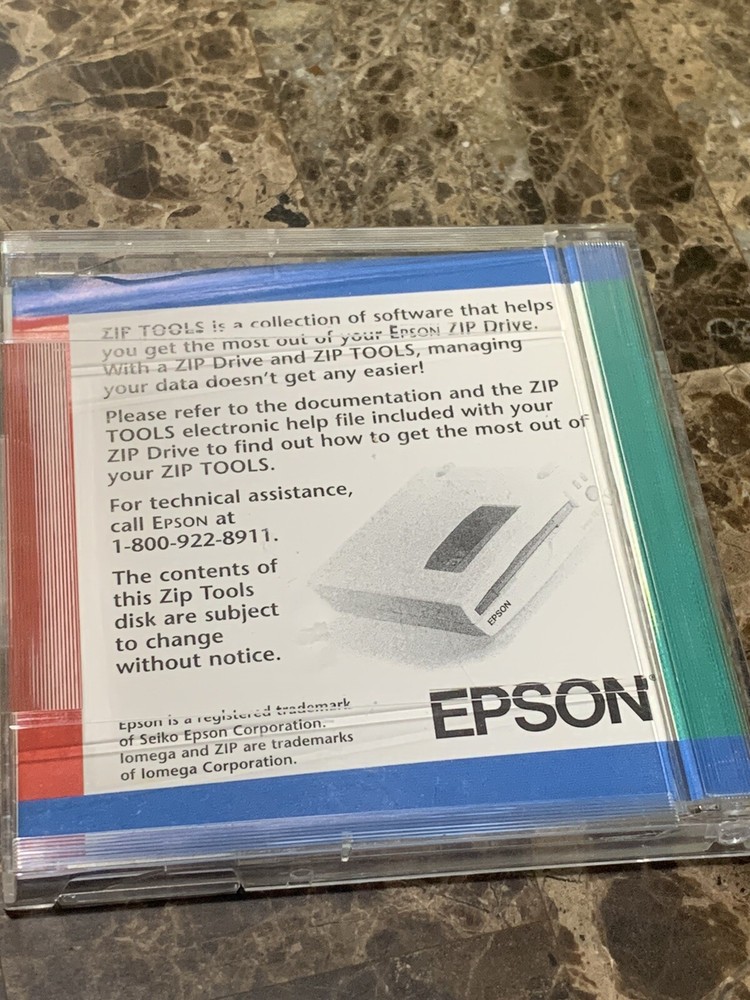 ZIP TOOLS is a collection of software that helps
you get the most out of your EPSON ZIP Drive.
With a ZIP Drive and ZIP TOOLS, managing
your data doesn't get any easier!
Please refer to the documentation and the ZIP
TOOLS electronic help file included with your
ZIP Drive to find out how to get the most out of
your ZIP TOOLS.
For technical assistance,
call EPSON at
1-800-922-8911.
The contents of
this Zip Tools
disk are subject
to change
without notice.
EPSON
EPSON®
Epson is a registered trademark
of Seiko Epson Corporation.
Iomega and ZIP are trademarks
of Iomega Corporation.